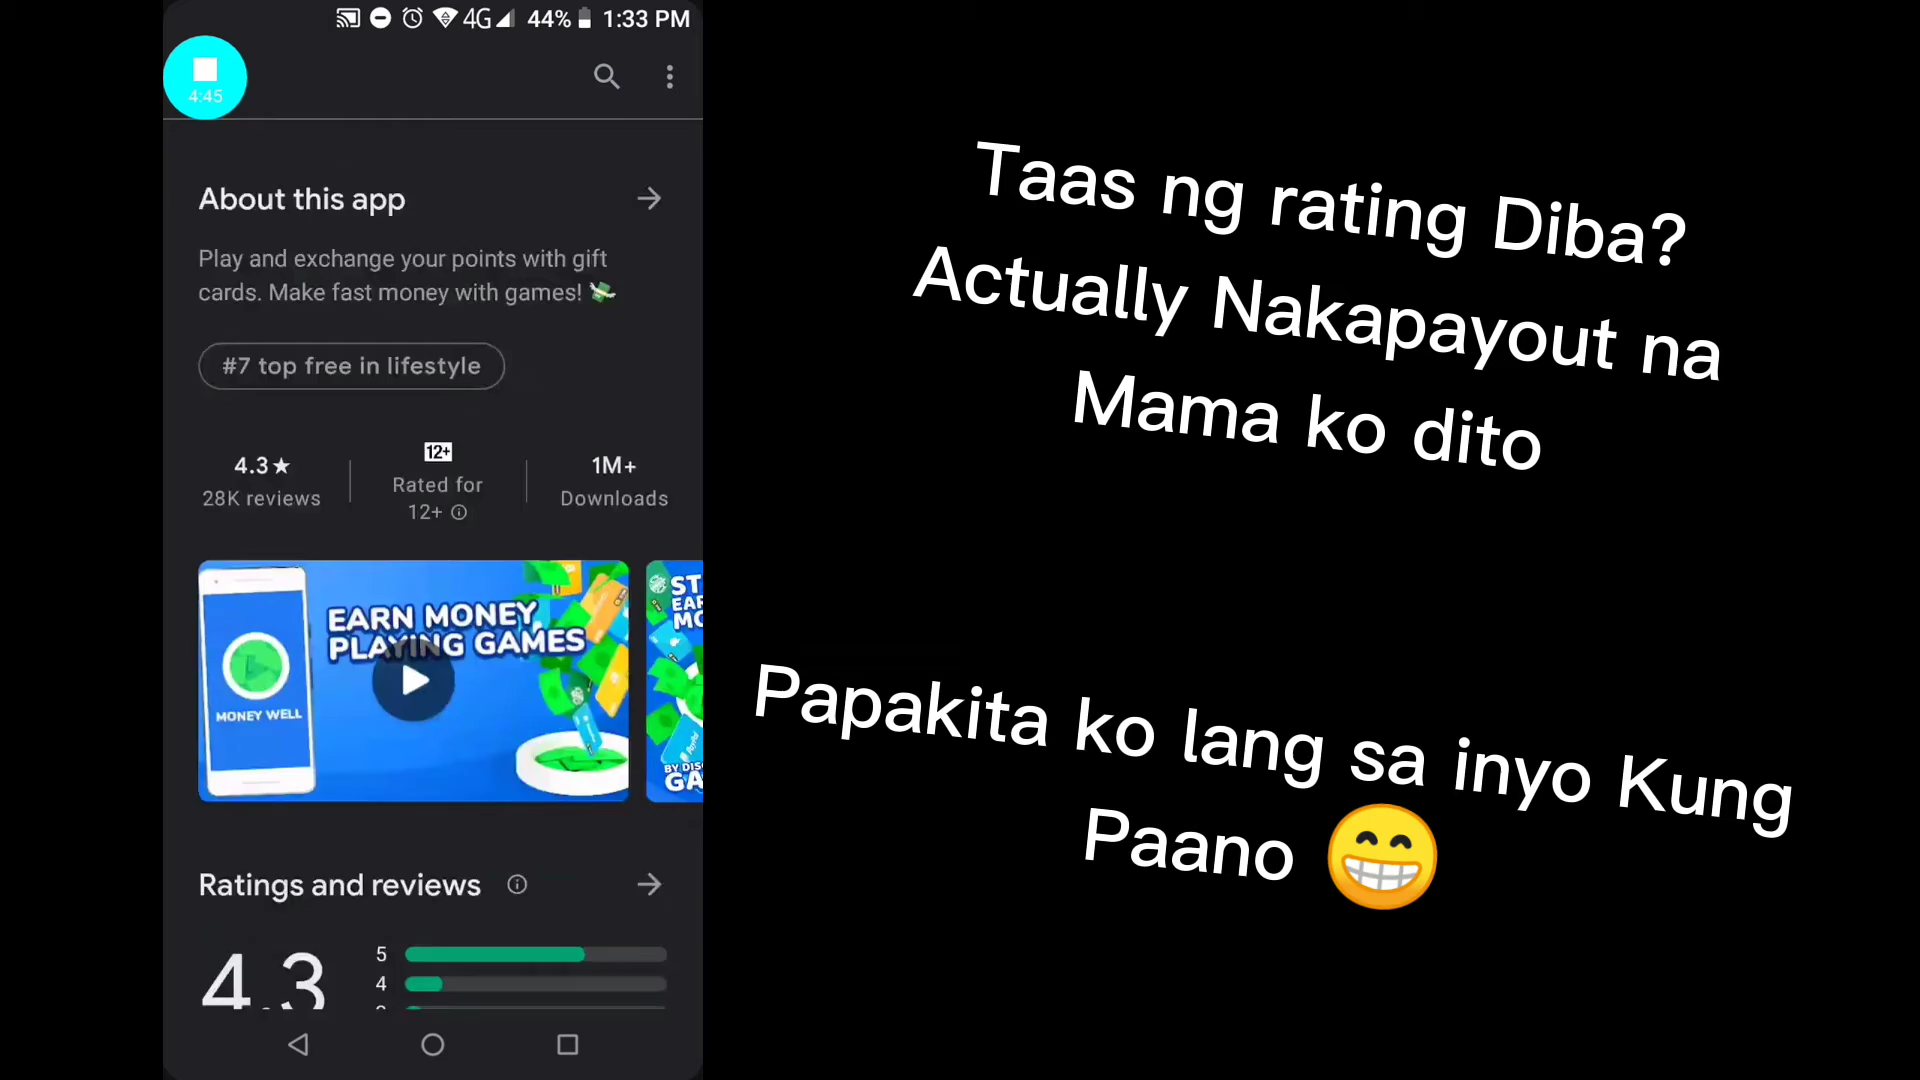 4G 44% 1:33 PM
4:45
About this app
Play and exchange your points with gift
cards. Make fast money with games! 💸
#7 top free in lifestyle
4.3★
28K reviews
12+
Rated for
12+
1M+
Downloads
EARN MONEY
PLAYING GAMES
MONEY WELL
PayPal
Ratings and reviews
4.3
5
4
Taas ng rating Diba?
Actually Nakapayout na
Mama ko dito
Papakita ko lang sa inyo Kung
Paano 😁